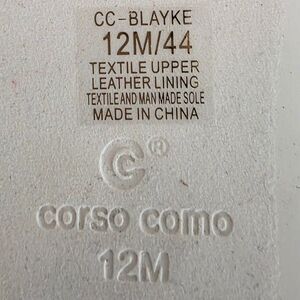 CC-BLAYKE
12M/44
TEXTILE UPPER
LEATHER LINING
TEXTILE AND MAN MADE SOLE
MADE IN CHINA
CC®
corso como
12M